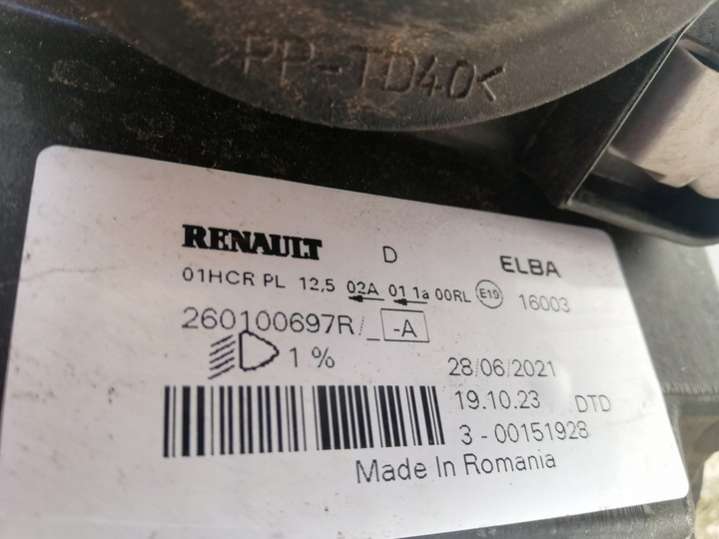 >PP-TD40<
RENAULT D ELBA
01HCR PL 12,5 02A 01 1a 00RL E19 16003
260100697R/_ -A
1 %
28/06/2021
19.10.23 DTD
3 - 00151928
Made In Romania